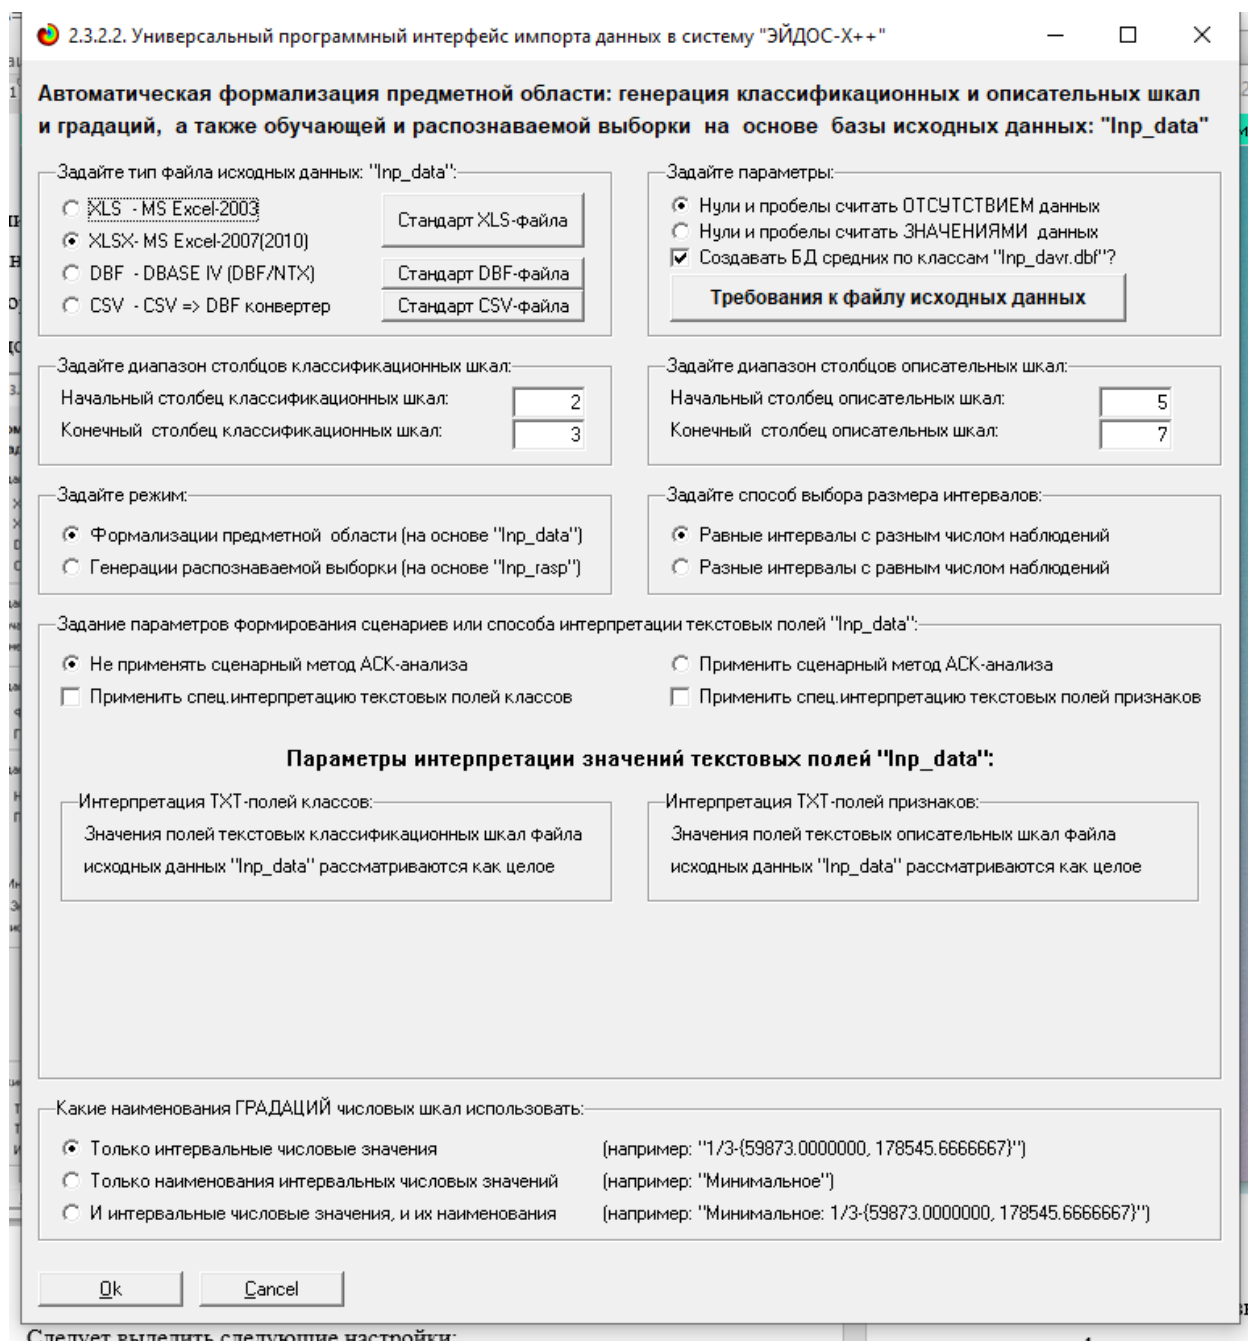 2.3.2.2. Универсальный программный интерфейс импорта данных в систему "ЭЙДОС-X++"
Автоматическая формализация предметной области: генерация классификационных и описательных шкал
и градаций, а также обучающей и распознаваемой выборки на основе базы исходных данных: "Inp_data"
Задайте тип файла исходных данных: "Inp_data":
XLS - MS Excel-2003
XLSX- MS Excel-2007(2010)
DBF - DBASE IV (DBF/NTX)
CSV - CSV => DBF конвертер
Стандарт XLS-файла
Стандарт DBF-файла
Стандарт CSV-файла
Задайте параметры:
Нули и пробелы считать ОТСУТСТВИЕМ данных
Нули и пробелы считать ЗНАЧЕНИЯМИ данных
Создавать БД средних по классам "Inp_davr.dbf"?
Требования к файлу исходных данных
Задайте диапазон столбцов классификационных шкал:
Начальный столбец классификационных шкал: 2
Конечный столбец классификационных шкал: 3
Задайте диапазон столбцов описательных шкал:
Начальный столбец описательных шкал: 5
Конечный столбец описательных шкал: 7
Задайте режим:
Формализации предметной области (на основе "Inp_data")
Генерации распознаваемой выборки (на основе "Inp_rasp")
Задайте способ выбора размера интервалов:
Равные интервалы с разным числом наблюдений
Разные интервалы с равным числом наблюдений
Задание параметров формирования сценариев или способа интерпретации текстовых полей "Inp_data":
Не применять сценарный метод АСК-анализа
Применить сценарный метод АСК-анализа
Применить спец.интерпретацию текстовых полей классов
Применить спец.интерпретацию текстовых полей признаков
Параметры интерпретации значений текстовых полей "Inp_data":
Интерпретация TXT-полей классов:
Значения полей текстовых классификационных шкал файла
исходных данных "Inp_data" рассматриваются как целое
Интерпретация TXT-полей признаков:
Значения полей текстовых описательных шкал файла
исходных данных "Inp_data" рассматриваются как целое
Какие наименования ГРАДАЦИЙ числовых шкал использовать:
Только интервальные числовые значения (например: "1/3-{59873.0000000, 178545.6666667}")
Только наименования интервальных числовых значений (например: "Минимальное")
И интервальные числовые значения, и их наименования (например: "Минимальное: 1/3-{59873.0000000, 178545.6666667}")
Ok
Cancel
Следует выделить следующие настройки: